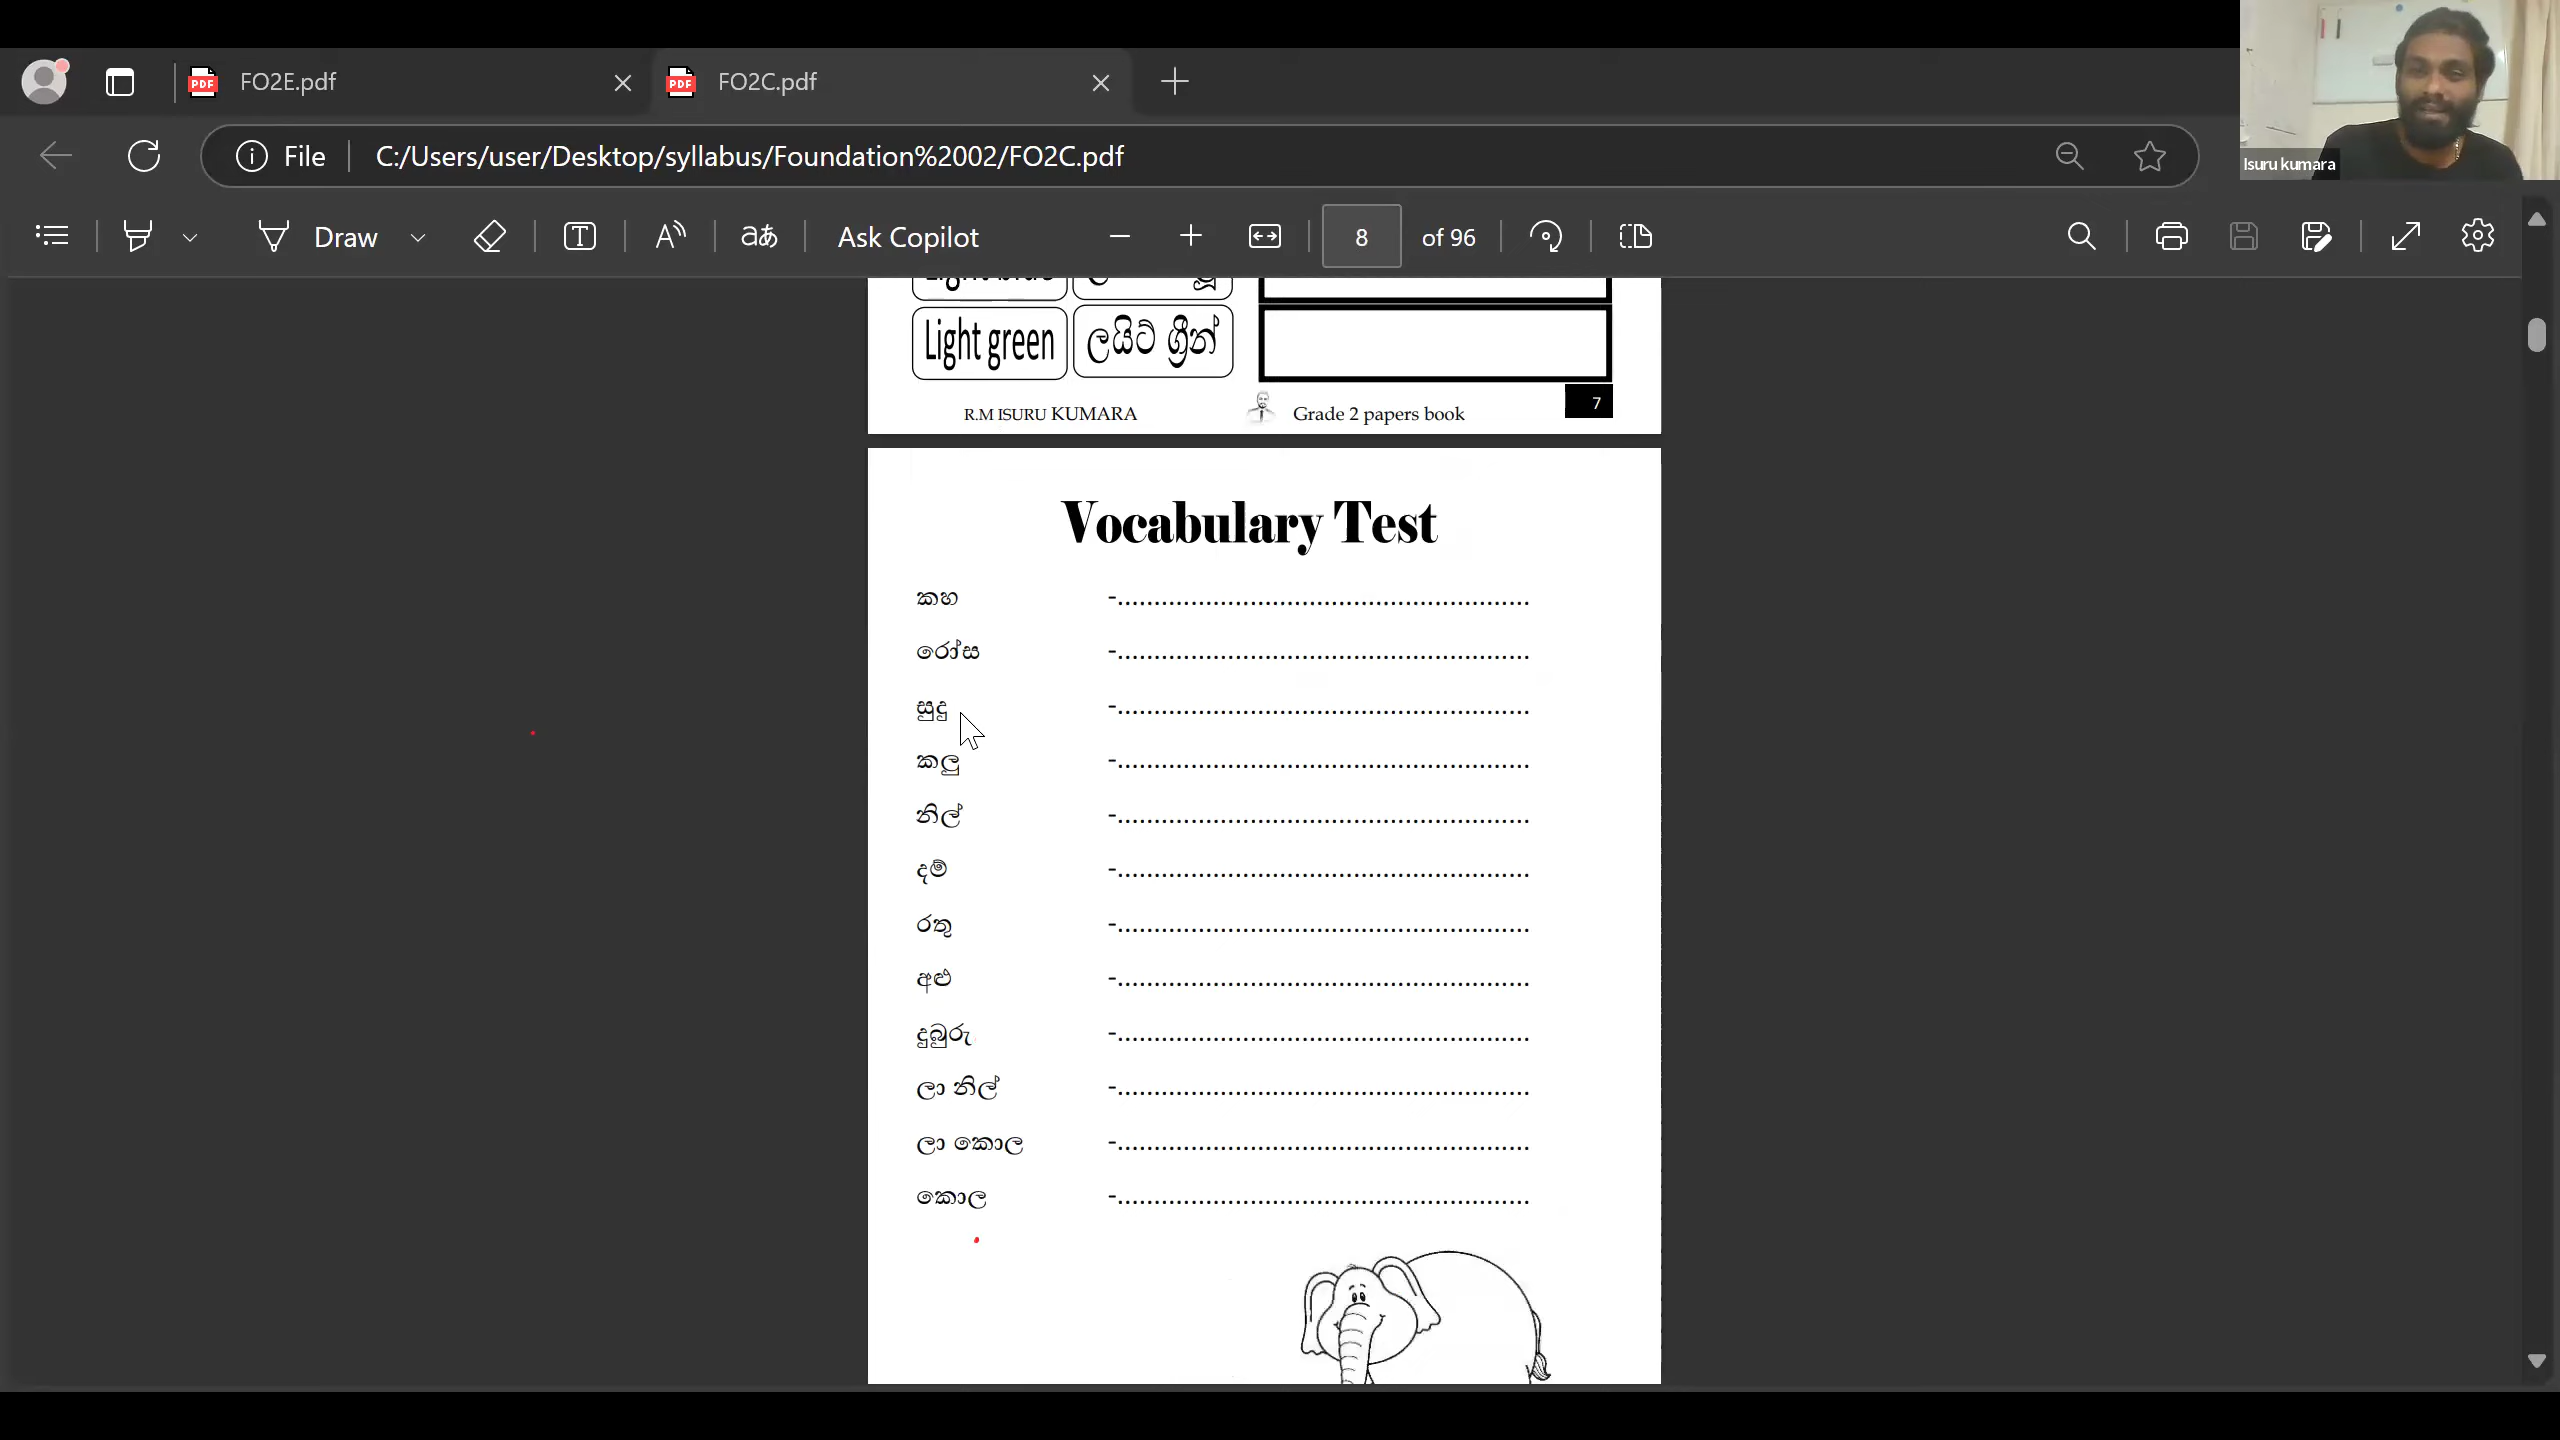 FO2E.pdf
FO2C.pdf
File
C:/Users/user/Desktop/syllabus/Foundation%2002/FO2C.pdf
Isuru kumara
Draw
aあ
Ask Copilot
8 of 96
Light green
ලයිට් ග්‍රීන්
R.M ISURU KUMARA
Grade 2 papers book
7
Vocabulary Test
කහ -........................................................
රෝස -........................................................
සුදු -........................................................
කලු -........................................................
නිල් -........................................................
දම් -........................................................
රතු -........................................................
අළු -........................................................
දුබුරු -........................................................
ලා නිල් -........................................................
ලා කොල -........................................................
කොල -........................................................